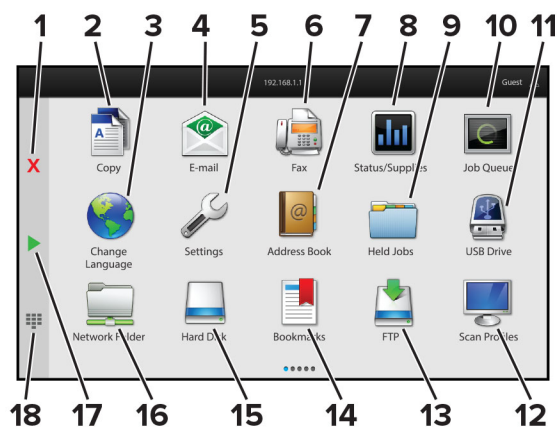 1 2 3 4 5 6 7 8 9 10 11
192.168.1.1
Guest
X
A
@
Copy E-mail Fax Status/Supplies Job Queue
@
Change Language Settings Address Book Held Jobs USB Drive
Network Folder Hard Disk Bookmarks FTP Scan Profiles
18 17 16 15 14 13 12